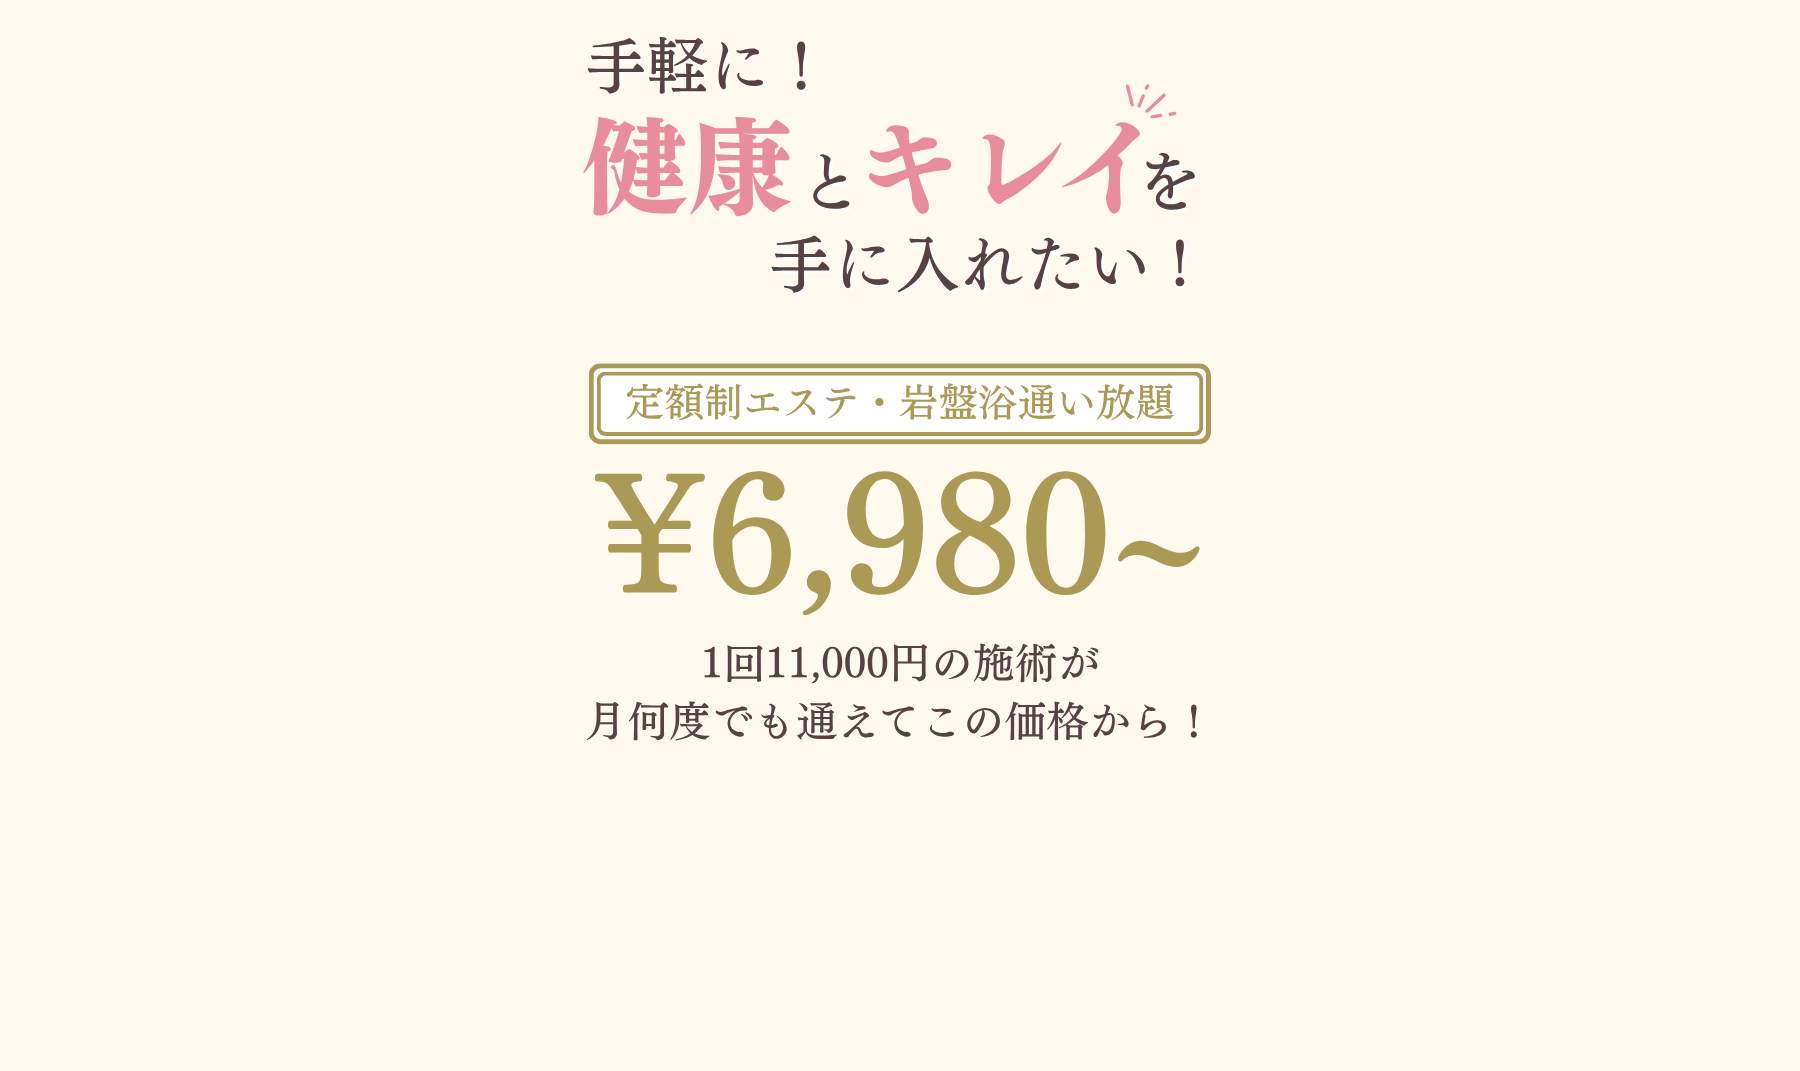 手軽に！
健康とキレイを
手に入れたい！
定額制エステ・岩盤浴通い放題
¥6,980~
1回11,000円の施術が
月何度でも通えてこの価格から！